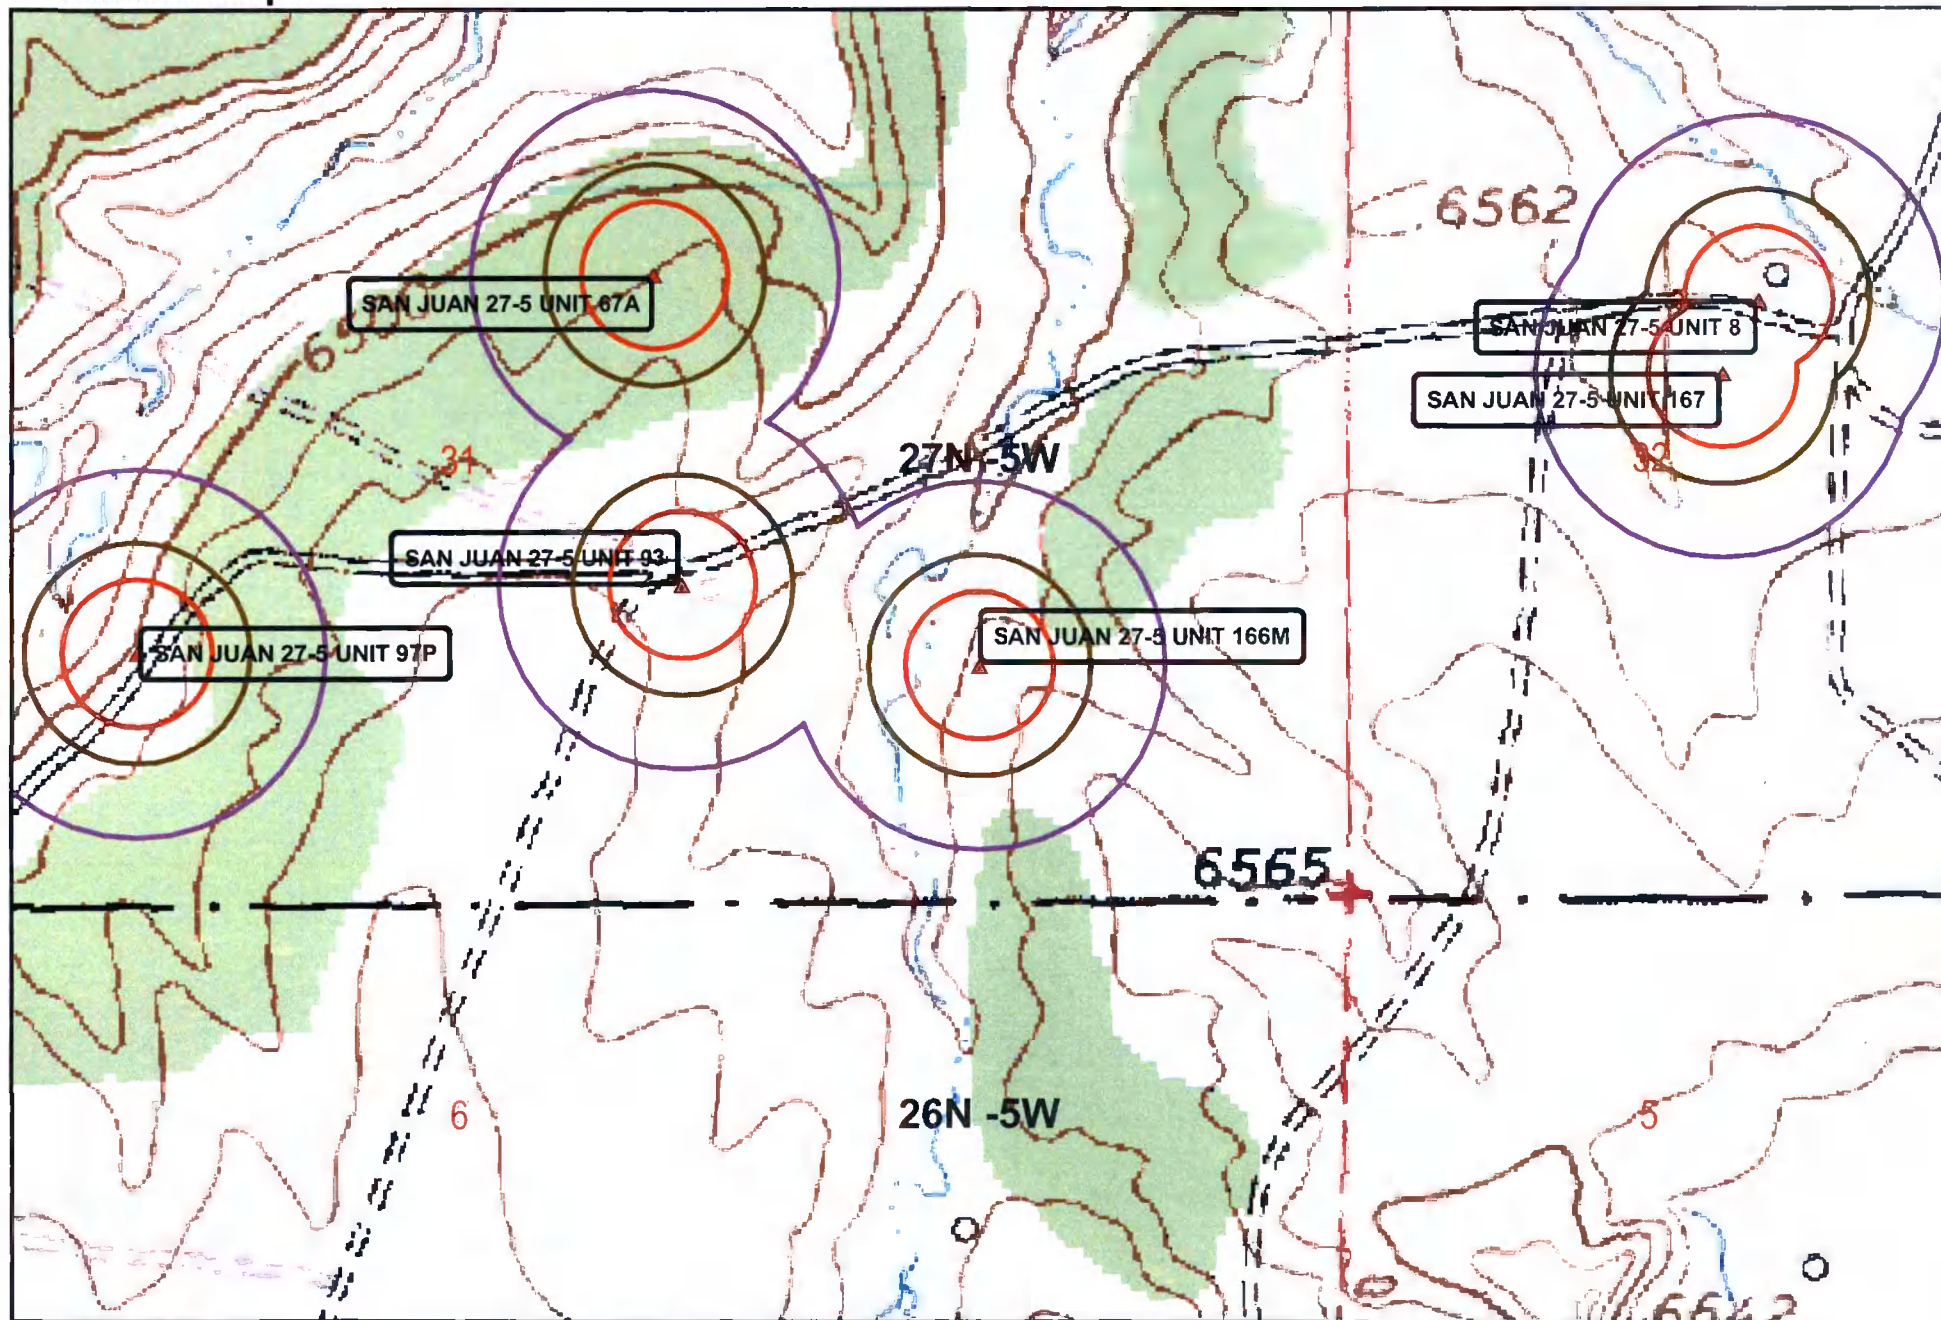 6562
SAN JUAN 27-5 UNIT 67A
SAN JUAN 27-5 UNIT 8
SAN JUAN 27-5 UNIT 167
31
27N -5W
32
SAN JUAN 27-5 UNIT 93
SAN JUAN 27-5 UNIT 166M
SAN JUAN 27-5 UNIT 97P
6565
6
26N -5W
5